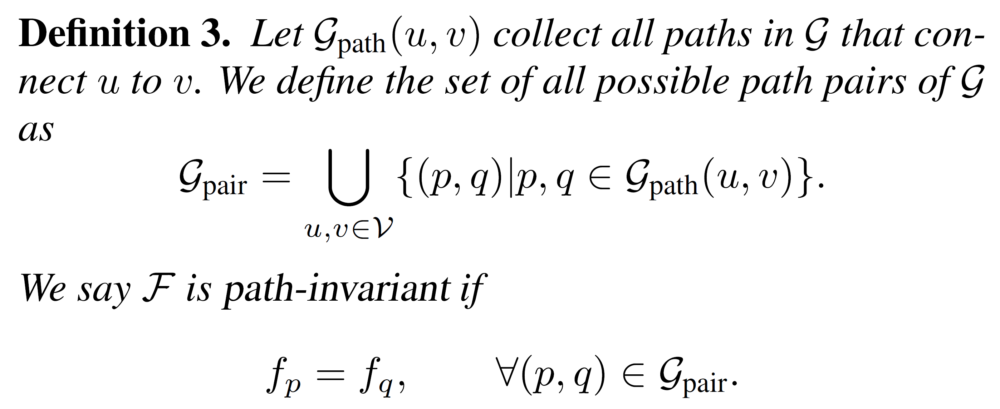 Definition 3. Let $\mathcal{G}_{\text{path}}(u, v)$ collect all paths in $\mathcal{G}$ that con-
nect $u$ to $v$. We define the set of all possible path pairs of $\mathcal{G}$
as
$\mathcal{G}_{\text{pair}} = \bigcup_{u,v \in \mathcal{V}} \{(p, q) | p, q \in \mathcal{G}_{\text{path}}(u, v)\}.$
We say $\mathcal{F}$ is path-invariant if
$f_p = f_q, \qquad \forall (p, q) \in \mathcal{G}_{\text{pair}}.$